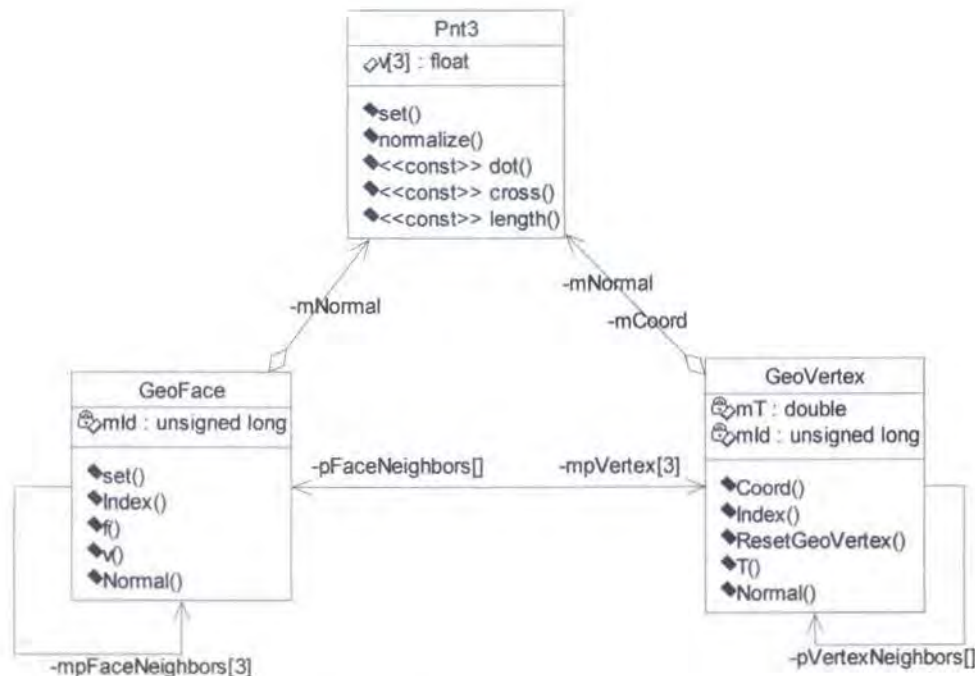 Pnt3
v[3] : float
set()
normalize()
<<const>> dot()
<<const>> cross()
<<const>> length()
-mNormal
-mNormal
-mCoord
GeoFace
mId : unsigned long
set()
Index()
f()
v()
Normal()
-mpFaceNeighbors[3]
-pFaceNeighbors[]
-mpVertex[3]
GeoVertex
mT : double
mId : unsigned long
Coord()
Index()
ResetGeoVertex()
T()
Normal()
-pVertexNeighbors[]